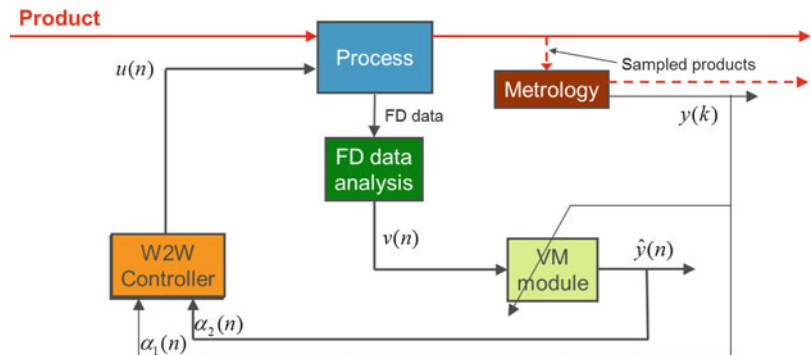 Product
u(n)
Process
Sampled products
Metrology
FD data
y(k)
FD data
analysis
v(n)
W2W
Controller
VM
module
ŷ(n)
α₂(n)
α₁(n)